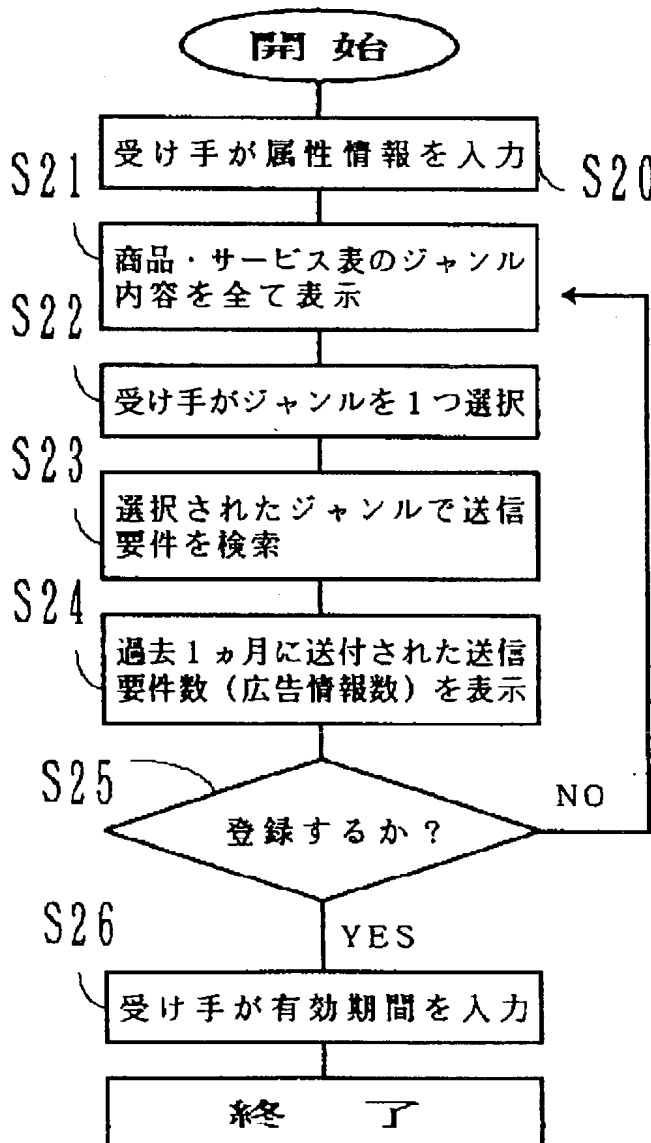 開始
受け手が属性情報を入力
S20
S21
商品・サービス表のジャンル
内容を全て表示
S22
受け手がジャンルを1つ選択
S23
選択されたジャンルで送信
要件を検索
S24
過去1ヵ月に送付された送信
要件数（広告情報数）を表示
S25
登録するか?
NO
YES
S26
受け手が有効期間を入力
終了